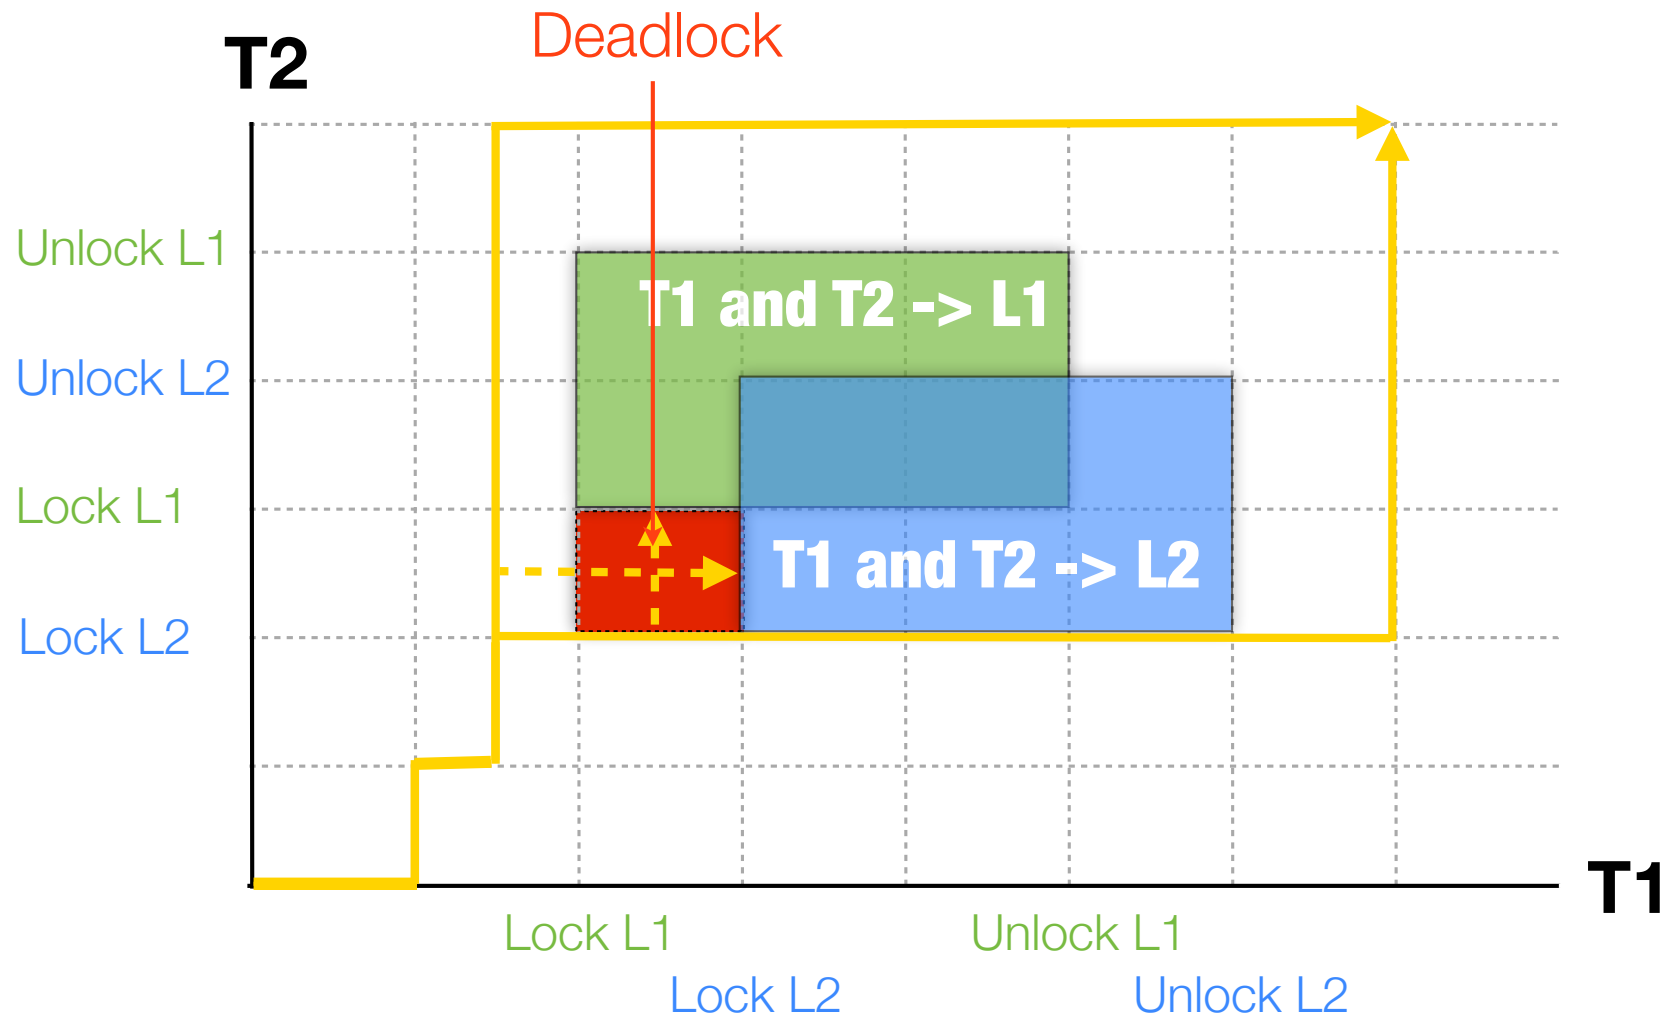 Deadlock
T2
Unlock L1
T1 and T2 -> L1
Unlock L2
Lock L1
T1 and T2 -> L2
Lock L2
T1
Lock L1
Unlock L1
Lock L2
Unlock L2